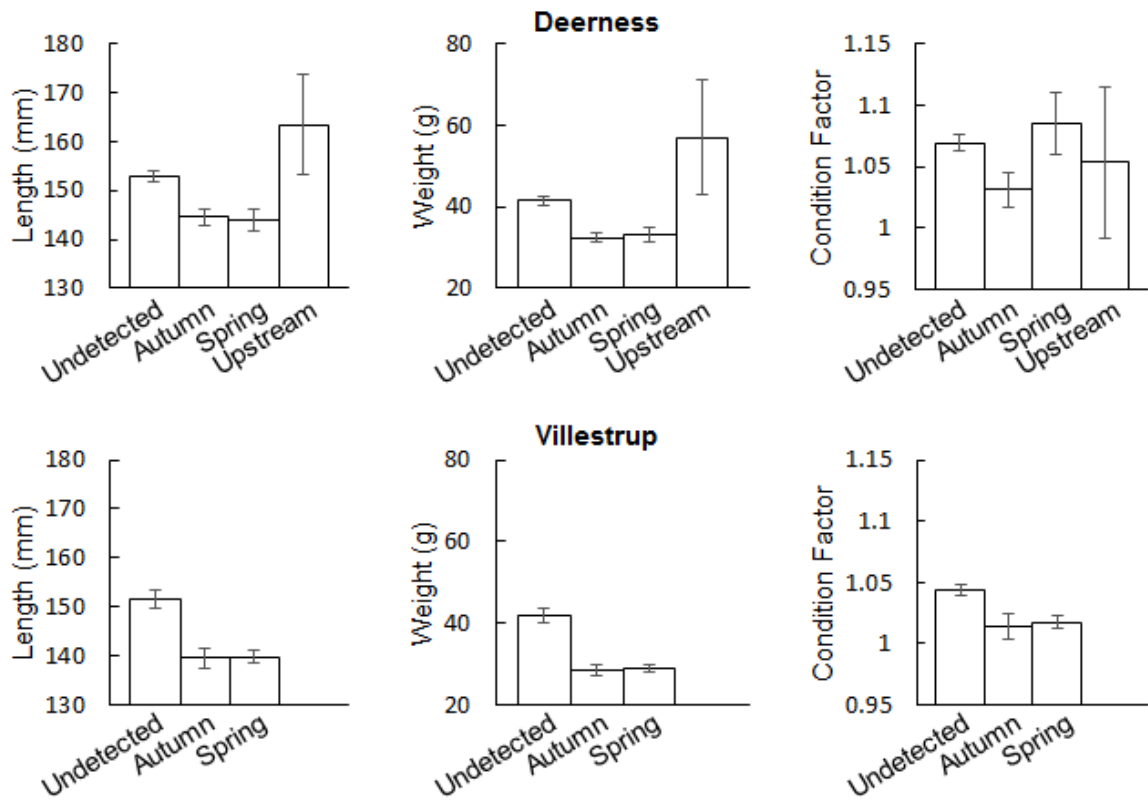 Deerness
Length (mm)
180
170
160
150
140
130
Undetected
Autumn
Spring
Upstream
Weight (g)
80
60
40
20
Undetected
Autumn
Spring
Upstream
Condition Factor
1.15
1.1
1.05
1
0.95
Undetected
Autumn
Spring
Upstream
Villestrup
Length (mm)
180
170
160
150
140
130
Undetected
Autumn
Spring
Weight (g)
80
60
40
20
Undetected
Autumn
Spring
Condition Factor
1.15
1.1
1.05
1
0.95
Undetected
Autumn
Spring